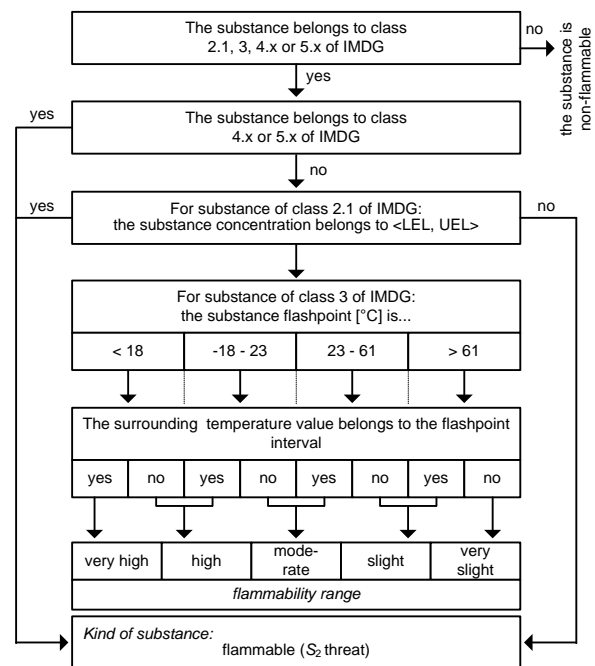 The substance belongs to class
2.1, 3, 4.x or 5.x of IMDG
no
the substance is
non-flammable
yes
The substance belongs to class
4.x or 5.x of IMDG
yes
no
For substance of class 2.1 of IMDG:
the substance concentration belongs to <LEL, UEL>
yes
no
For substance of class 3 of IMDG:
the substance flashpoint [°C] is...
< 18 -18 - 23 23 - 61 > 61
The surrounding temperature value belongs to the flashpoint
interval
yes no yes no yes no yes no
very high high mode-
rate slight very
slight
flammability range
Kind of substance:
flammable (S2 threat)